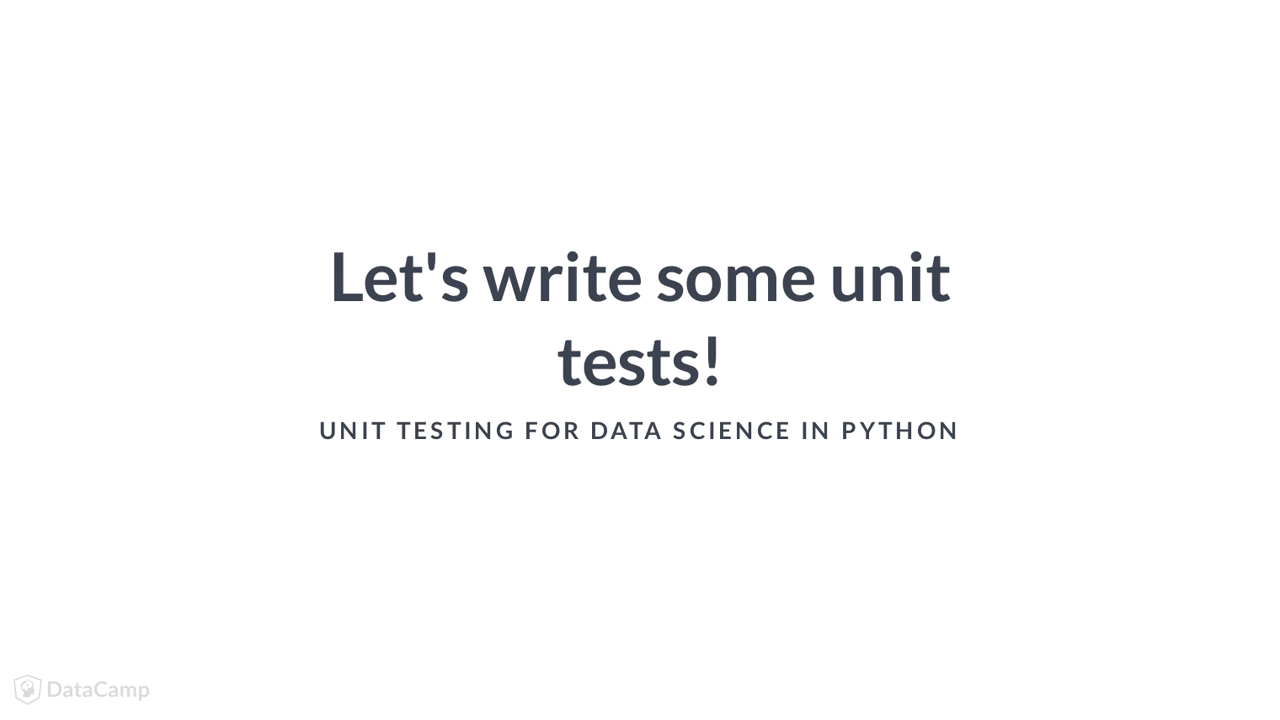 Let's write some unit
tests!
UNIT TESTING FOR DATA SCIENCE IN PYTHON
DataCamp